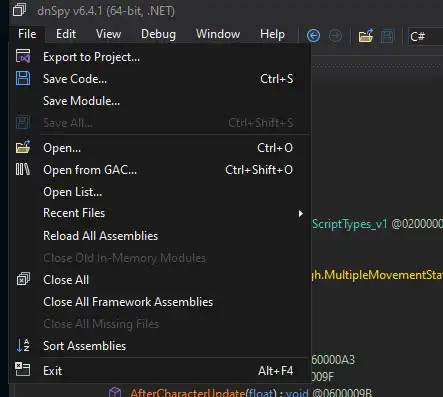 dnSpy v6.4.1 (64-bit, .NET)
File Edit View Debug Window Help C#
Export to Project...
Save Code... Ctrl+S
Save Module...
Save All... Ctrl+Shift+S
Open... Ctrl+O
Open from GAC... Ctrl+Shift+O
Open List...
Recent Files
ScriptTypes_v1 @0200000
Reload All Assemblies
Close Old In-Memory Modules
gh.MultipleMovementStat
Close All
Close All Framework Assemblies
Close All Missing Files
Sort Assemblies
60000A3
Exit Alt+F4
009F
AfterCharacterUpdate(float) : void @0600009B